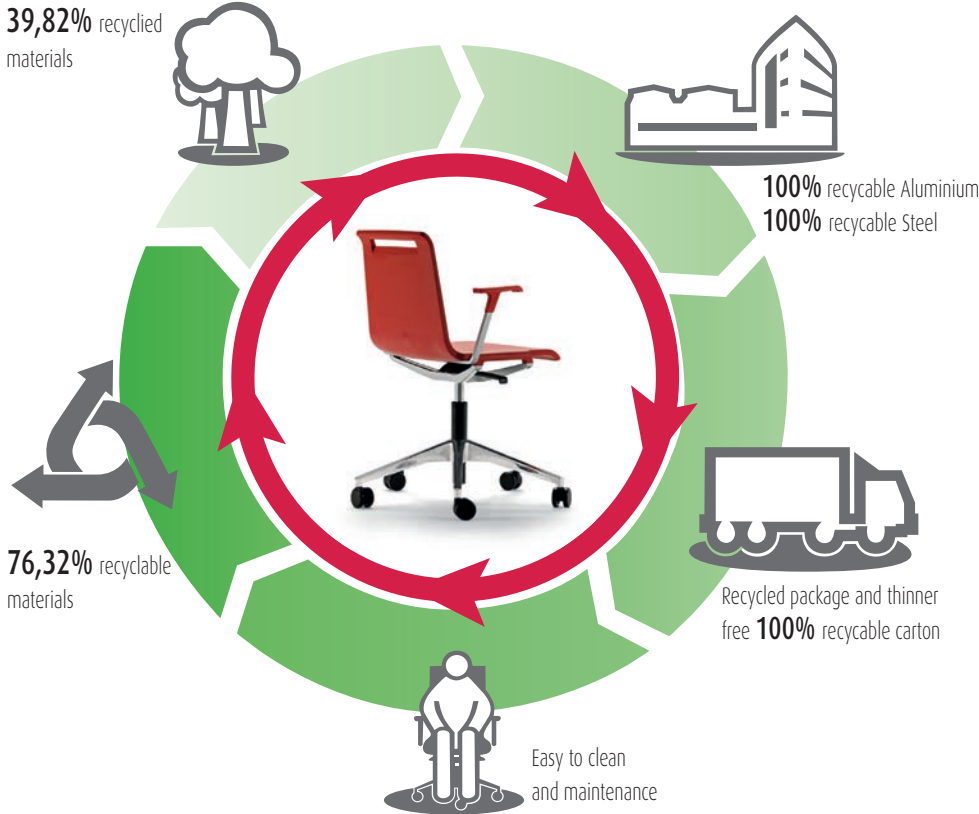 39,82% recyclied
materials
100% recycable Aluminium
100% recycable Steel
Recycled package and thinner
free 100% recycable carton
Easy to clean
and maintenance
76,32% recyclable
materials